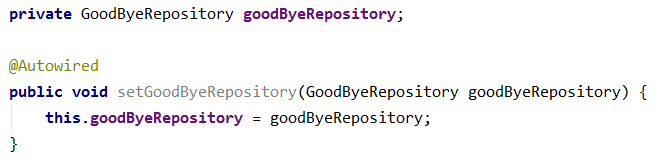 private GoodByeRepository goodByeRepository;
@Autowired
public void setGoodByeRepository(GoodByeRepository goodByeRepository) {
    this.goodByeRepository = goodByeRepository;
}